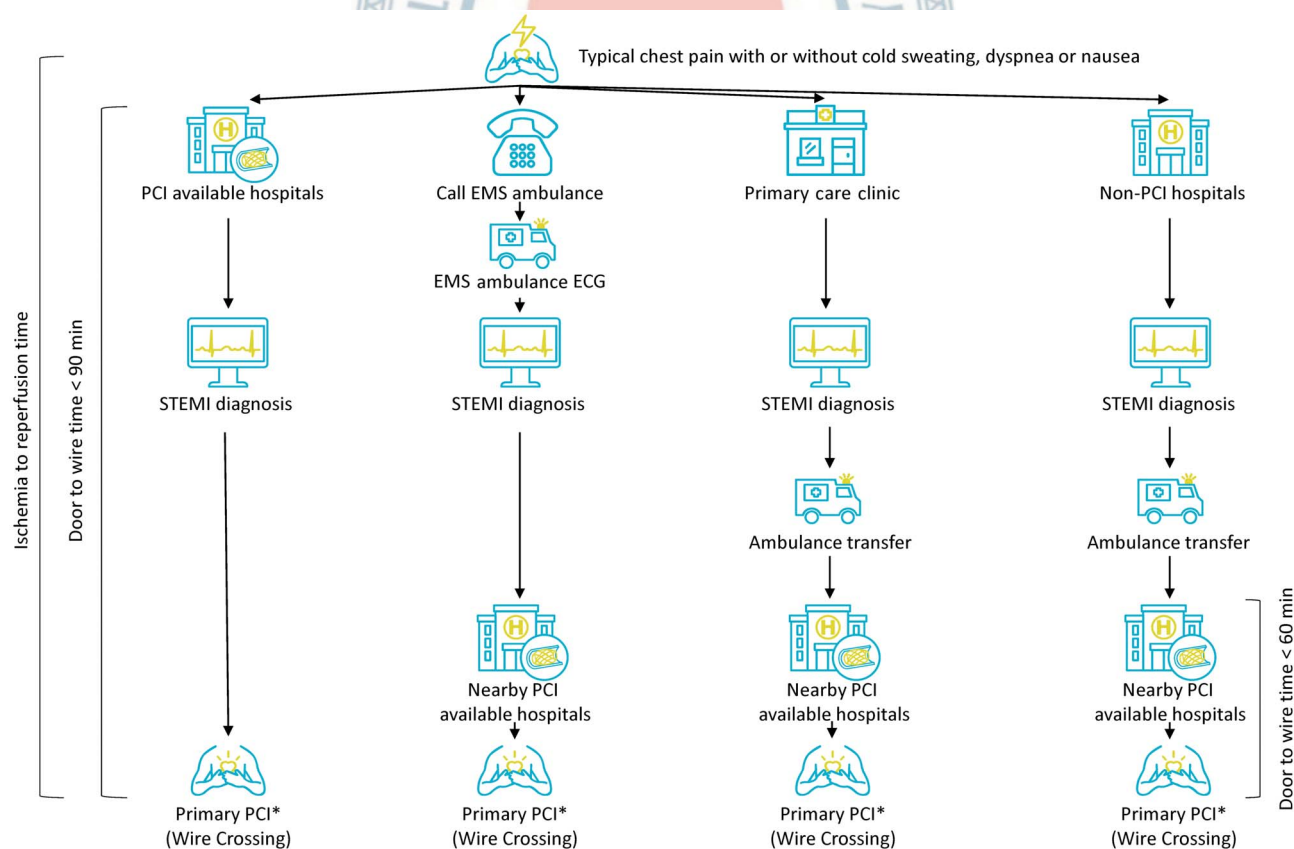 Typical chest pain with or without cold sweating, dyspnea or nausea
PCI available hospitals
Call EMS ambulance
Primary care clinic
Non-PCI hospitals
EMS ambulance ECG
STEMI diagnosis
STEMI diagnosis
STEMI diagnosis
STEMI diagnosis
Ambulance transfer
Ambulance transfer
Nearby PCI
available hospitals
Nearby PCI
available hospitals
Nearby PCI
available hospitals
Primary PCI*
(Wire Crossing)
Primary PCI*
(Wire Crossing)
Primary PCI*
(Wire Crossing)
Primary PCI*
(Wire Crossing)
Ischemia to reperfusion time
Door to wire time < 90 min
Door to wire time < 60 min
H
H
H
H
H